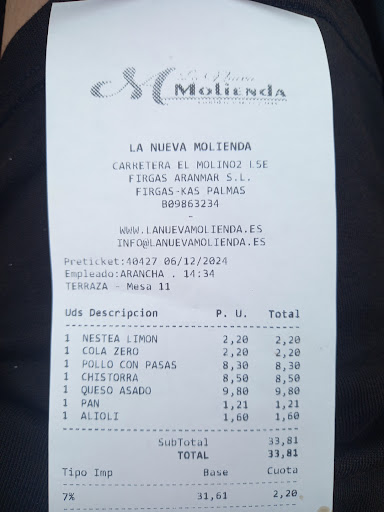 La Nueva
Molienda
LA NUEVA MOLIENDA
CARRETERA EL MOLINO2 L5E
FIRGAS ARANMAR S.L.
FIRGAS-KAS PALMAS
B09863234
-
WWW.LANUEVAMOLIENDA.ES
INFO@LANUEVAMOLIENDA.ES
Preticket:40427 06/12/2024
Empleado:ARANCHA . 14:34
TERRAZA - Mesa 11
Uds Descripcion P. U. Total
1 NESTEA LIMON 2,20 2,20
1 COLA ZERO 2,20 2,20
1 POLLO CON PASAS 8,30 8,30
1 CHISTORRA 8,50 8,50
1 QUESO ASADO 9,80 9,80
1 PAN 1,21 1,21
1 ALIOLI 1,60 1,60
SubTotal 33,81
TOTAL 33,81
Tipo Imp Base Cuota
7% 31,61 2,20